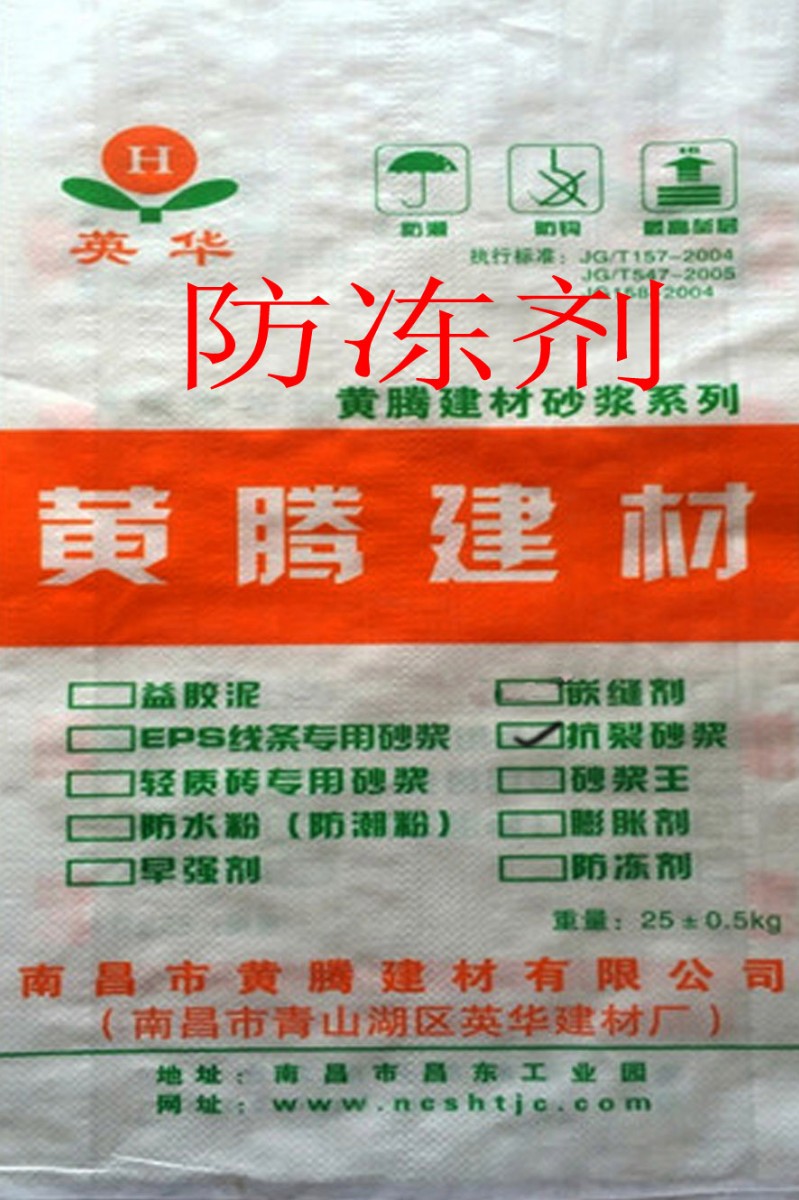 H
英华
防潮 防钩 最高垒层
执行标准：JG/T157-2004
JG/T547-2005
JG158-2004
防冻剂
黄腾建材砂浆系列
黄腾建材
益胶泥 嵌缝剂
EPS线条专用砂浆 抗裂砂浆
轻质砖专用砂浆 砂浆王
防水粉（防潮粉） 膨胀剂
早强剂 防冻剂
重量：25±0.5kg
南昌市黄腾建材有限公司
（南昌市青山湖区英华建材厂）
地址：南昌市昌东工业园
网址：www.ncshtjc.com